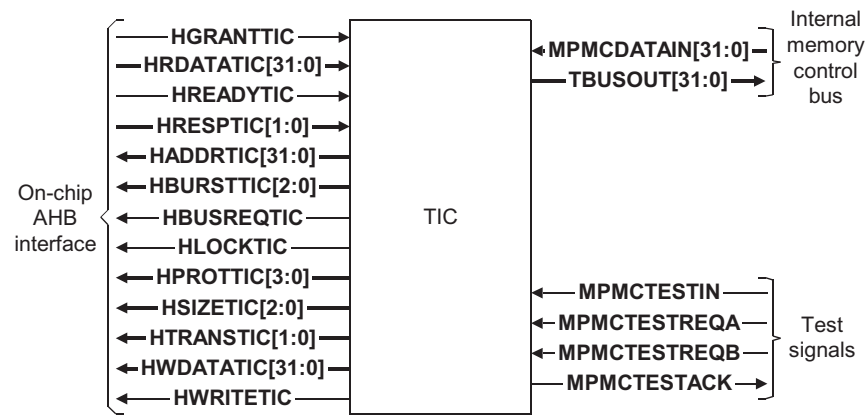 On-chip
AHB
interface
HGRANTTIC
HRDATATIC[31:0]
HREADYTIC
HRESPTIC[1:0]
HADDRTIC[31:0]
HBURSTTIC[2:0]
HBUSREQTIC
HLOCKTIC
HPROTTIC[3:0]
HSIZETIC[2:0]
HTRANSTIC[1:0]
HWDATATIC[31:0]
HWRITETIC
TIC
MPMCDATAIN[31:0]
TBUSOUT[31:0]
Internal
memory
control
bus
MPMCTESTIN
MPMCTESTREQA
MPMCTESTREQB
MPMCTESTACK
Test
signals